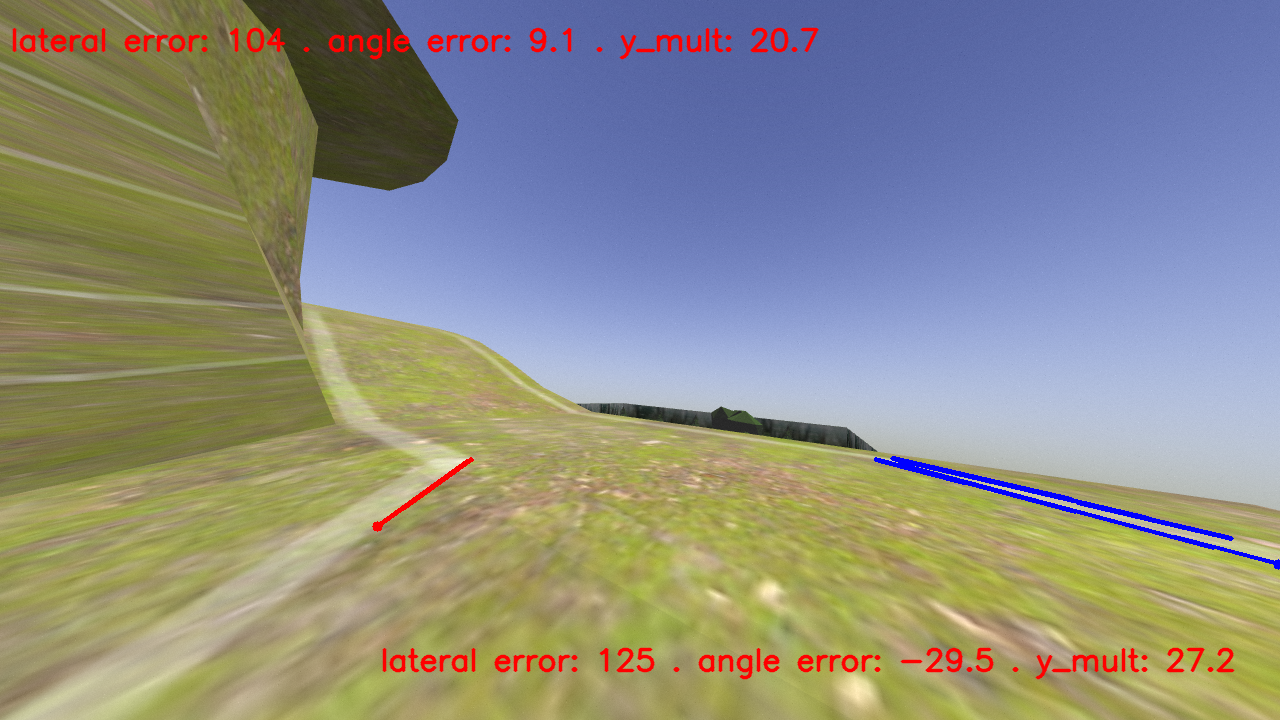 lateral error: 104 . angle error: 9.1 . y_mult: 20.7
lateral error: 125 . angle error: -29.5 . y_mult: 27.2